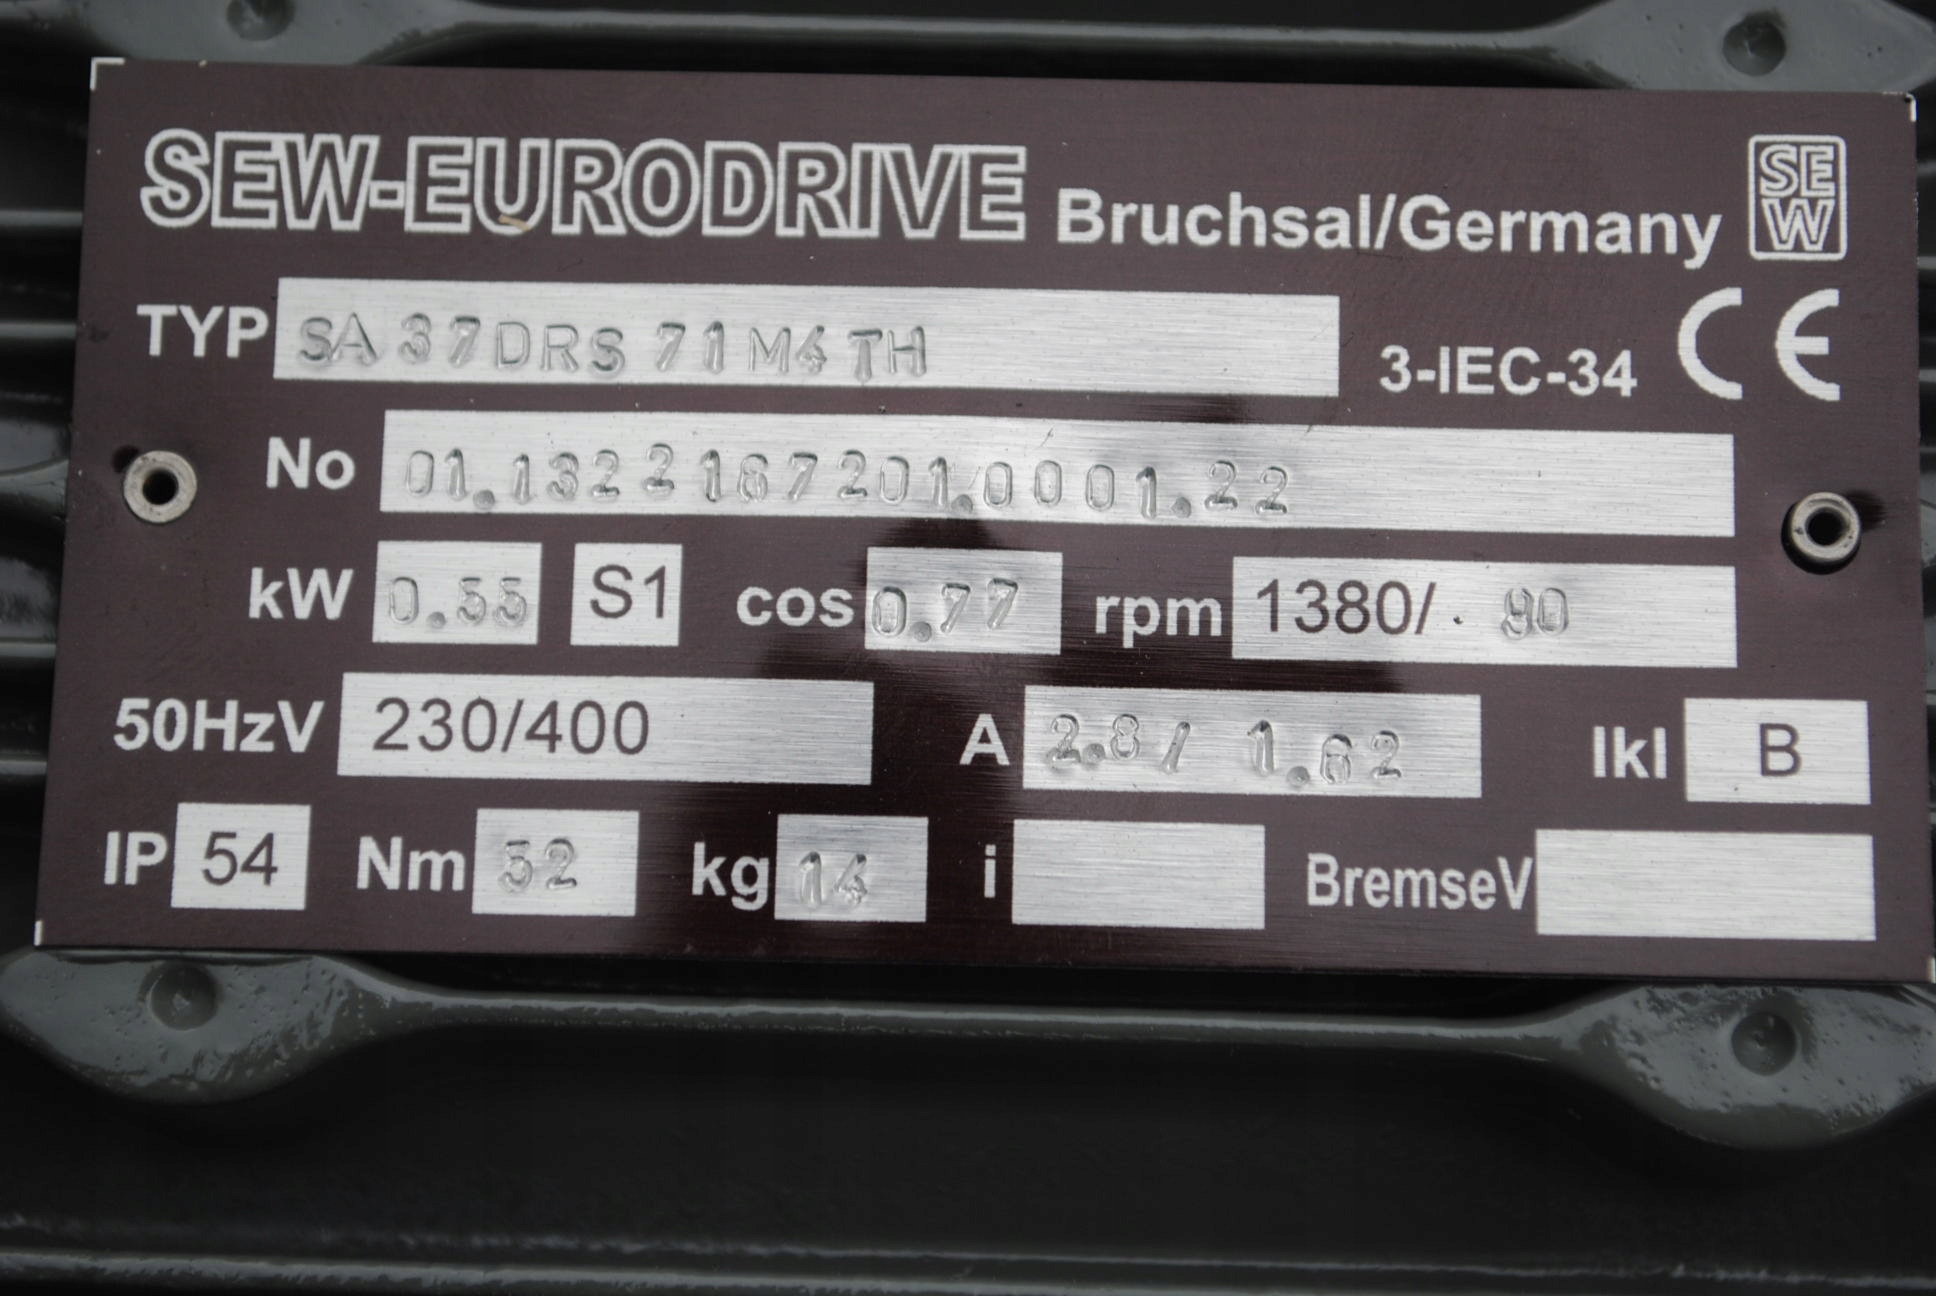 SEW-EURODRIVE Bruchsal/Germany SEW
TYP SA 37DRS 71M4 TH 3-IEC-34 CE
No 01.1322167201.0001.22
kW 0.55 S1 cos 0.77 rpm 1380/. 90
50HzV 230/400 A 2.8/ 1.62 Ikl B
IP 54 Nm 52 kg 14 i BremseV